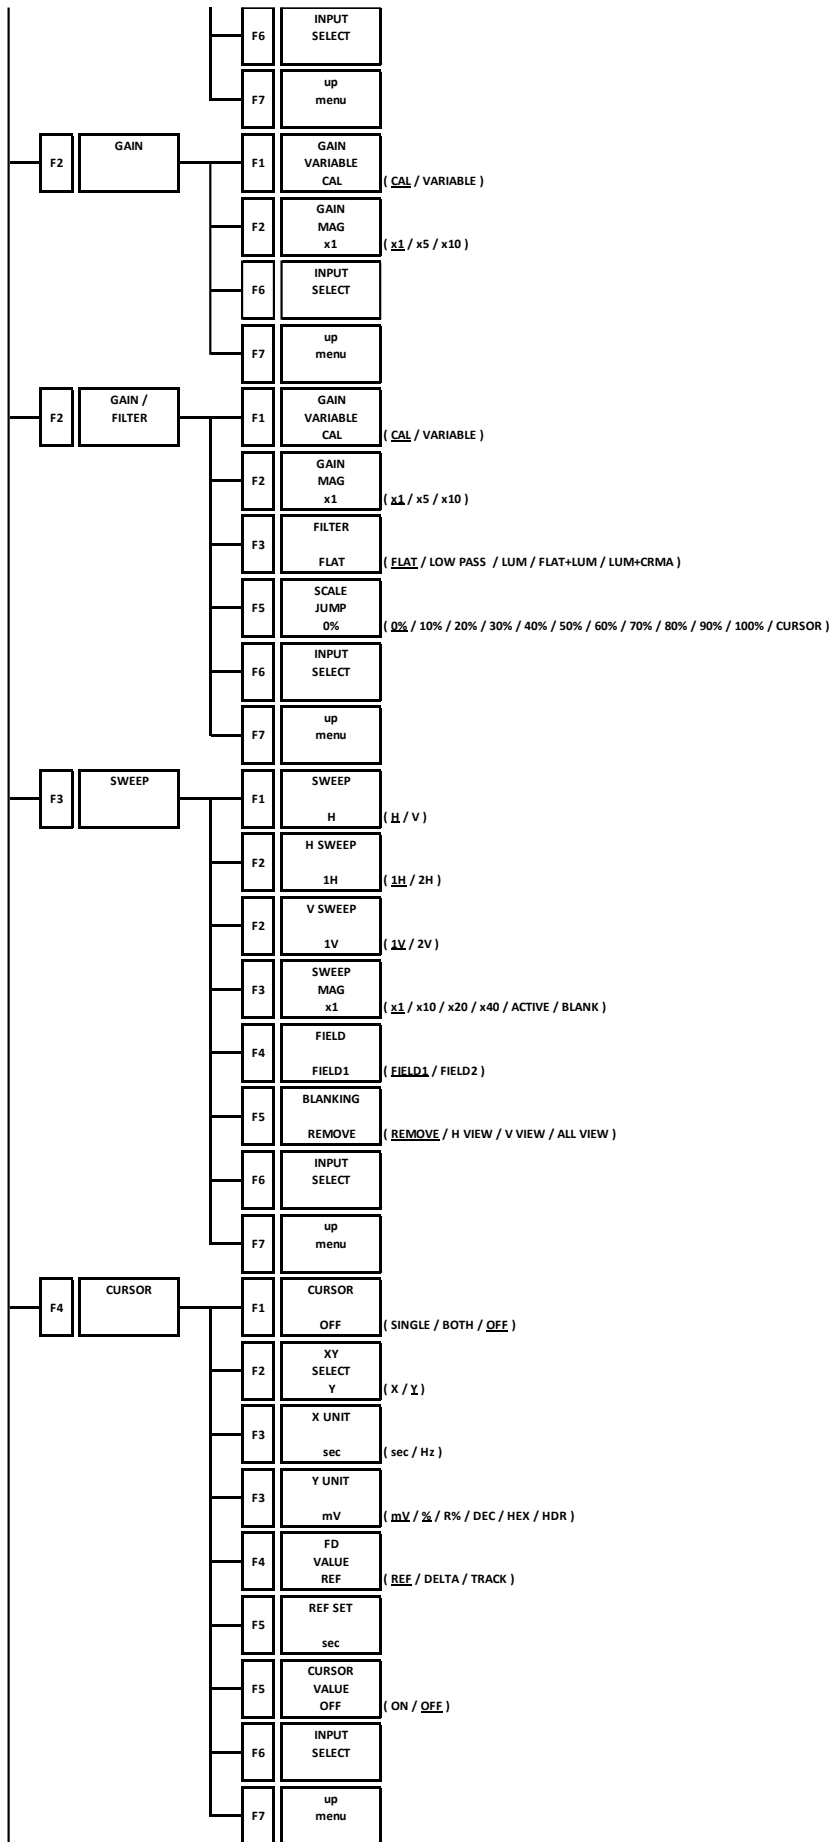 F6
INPUT
SELECT
F7
up
menu
F2
GAIN
F1
GAIN
VARIABLE
CAL
( CAL / VARIABLE )
F2
GAIN
MAG
x1
( x1 / x5 / x10 )
F6
INPUT
SELECT
F7
up
menu
F2
GAIN /
FILTER
F1
GAIN
VARIABLE
CAL
( CAL / VARIABLE )
F2
GAIN
MAG
x1
( x1 / x5 / x10 )
F3
FILTER
FLAT
( FLAT / LOW PASS / LUM / FLAT+LUM / LUM+CRMA )
F5
SCALE
JUMP
0%
( 0% / 10% / 20% / 30% / 40% / 50% / 60% / 70% / 80% / 90% / 100% / CURSOR )
F6
INPUT
SELECT
F7
up
menu
F3
SWEEP
F1
SWEEP
H
( H / V )
F2
H SWEEP
1H
( 1H / 2H )
F2
V SWEEP
1V
( 1V / 2V )
F3
SWEEP
MAG
x1
( x1 / x10 / x20 / x40 / ACTIVE / BLANK )
F4
FIELD
FIELD1
( FIELD1 / FIELD2 )
F5
BLANKING
REMOVE
( REMOVE / H VIEW / V VIEW / ALL VIEW )
F6
INPUT
SELECT
F7
up
menu
F4
CURSOR
F1
CURSOR
OFF
( SINGLE / BOTH / OFF )
F2
XY
SELECT
Y
( X / Y )
F3
X UNIT
sec
( sec / Hz )
F3
Y UNIT
mV
( mV / % / R% / DEC / HEX / HDR )
F4
FD
VALUE
REF
( REF / DELTA / TRACK )
F5
REF SET
sec
F5
CURSOR
VALUE
OFF
( ON / OFF )
F6
INPUT
SELECT
F7
up
menu